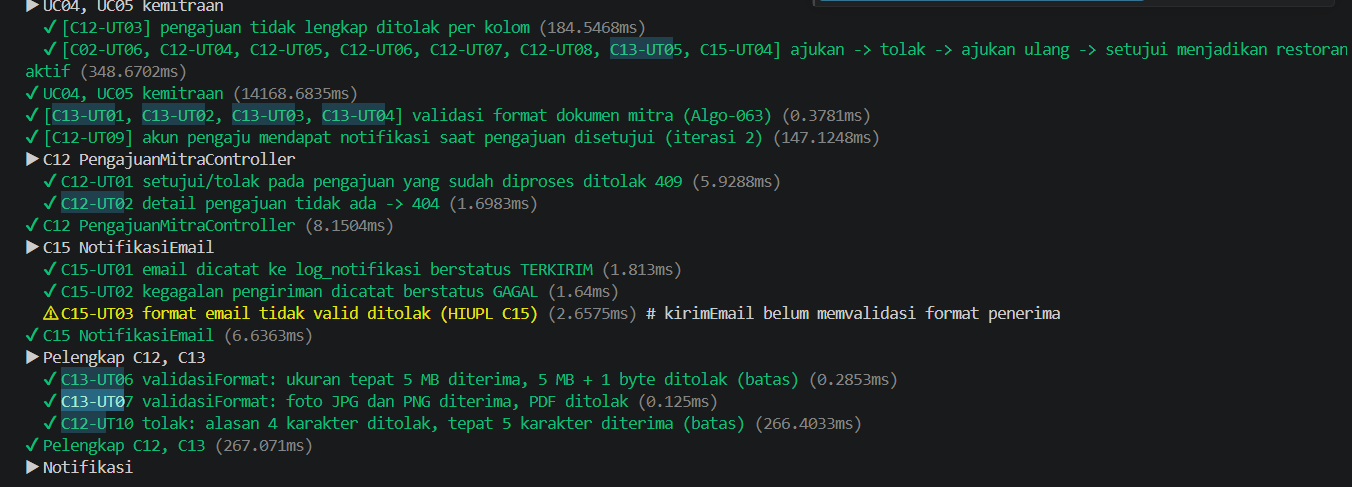 ▶ UC04, UC05 kemitraan
✔ [C12-UT03] pengajuan tidak lengkap ditolak per kolom (184.5468ms)
✔ [C02-UT06, C12-UT04, C12-UT05, C12-UT06, C12-UT07, C12-UT08, C13-UT05, C15-UT04] ajukan -> tolak -> ajukan ulang -> setujui menjadikan restoran
aktif (348.6702ms)
✔ UC04, UC05 kemitraan (14168.6835ms)
✔ [C13-UT01, C13-UT02, C13-UT03, C13-UT04] validasi format dokumen mitra (Algo-063) (0.3781ms)
✔ [C12-UT09] akun pengaju mendapat notifikasi saat pengajuan disetujui (iterasi 2) (147.1248ms)
▶ C12 PengajuanMitraController
✔ C12-UT01 setujui/tolak pada pengajuan yang sudah diproses ditolak 409 (5.9288ms)
✔ C12-UT02 detail pengajuan tidak ada -> 404 (1.6983ms)
✔ C12 PengajuanMitraController (8.1504ms)
▶ C15 NotifikasiEmail
✔ C15-UT01 email dicatat ke log_notifikasi berstatus TERKIRIM (1.813ms)
✔ C15-UT02 kegagalan pengiriman dicatat berstatus GAGAL (1.64ms)
⚠ C15-UT03 format email tidak valid ditolak (HIUPL C15) (2.6575ms) # kirimEmail belum memvalidasi format penerima
✔ C15 NotifikasiEmail (6.6363ms)
▶ Pelengkap C12, C13
✔ C13-UT06 validasiFormat: ukuran tepat 5 MB diterima, 5 MB + 1 byte ditolak (batas) (0.2853ms)
✔ C13-UT07 validasiFormat: foto JPG dan PNG diterima, PDF ditolak (0.125ms)
✔ C12-UT10 tolak: alasan 4 karakter ditolak, tepat 5 karakter diterima (batas) (266.4033ms)
✔ Pelengkap C12, C13 (267.071ms)
▶ Notifikasi